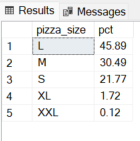 Results Messages
pizza_size pct
1 L 45.89
2 M 30.49
3 S 21.77
4 XL 1.72
5 XXL 0.12